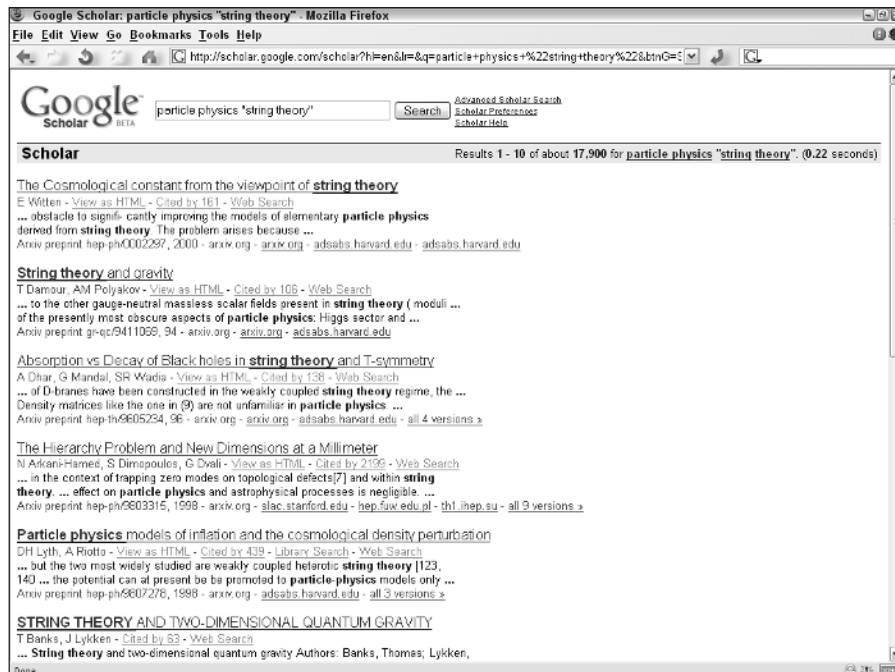 Google Scholar: particle physics "string theory" - Mozilla Firefox
File Edit View Go Bookmarks Tools Help
http://scholar.google.com/scholar?hl=en&lr=&q=particle+physics+%22string+theory%22&btnG=S
Google
Scholar BETA
particle physics "string theory"
Search
Advanced Scholar Search
Scholar Preferences
Scholar Help
Scholar
Results 1 - 10 of about 17,900 for particle physics "string theory". (0.22 seconds)
The Cosmological constant from the viewpoint of string theory
E Witten - View as HTML - Cited by 161 - Web Search
... obstacle to signifi- cantly improving the models of elementary particle physics
derived from string theory. The problem arises because ...
Arxiv preprint hep-ph/0002297, 2000 - arxiv.org - arxiv.org - adsabs.harvard.edu - adsabs.harvard.edu
String theory and gravity
T Damour, AM Polyakov - View as HTML - Cited by 106 - Web Search
... to the other gauge-neutral massless scalar fields present in string theory ( moduli ...
of the presently most obscure aspects of particle physics: Higgs sector and ...
Arxiv preprint gr-qc/9411069, 94 - arxiv.org - arxiv.org - adsabs.harvard.edu
Absorption vs Decay of Black holes in string theory and T-symmetry
A Dhar, G Mandal, SR Wadia - View as HTML - Cited by 138 - Web Search
... of D-branes have been constructed in the weakly coupled string theory regime, the ...
Density matrices like the one in (9) are not unfamiliar in particle physics. ...
Arxiv preprint hep-th/9605234, 96 - arxiv.org - arxiv.org - adsabs.harvard.edu - all 4 versions »
The Hierarchy Problem and New Dimensions at a Millimeter
N Arkani-Hamed, S Dimopoulos, G Dvali - View as HTML - Cited by 2199 - Web Search
... in the context of trapping zero modes on topological defects[7] and within string
theory. ... effect on particle physics and astrophysical processes is negligible. ...
Arxiv preprint hep-ph/9803315, 1998 - arxiv.org - slac.stanford.edu - hep.fuw.edu.pl - th1.ihep.su - all 9 versions »
Particle physics models of inflation and the cosmological density perturbation
DH Lyth, A Riotto - View as HTML - Cited by 439 - Library Search - Web Search
... but the two most widely studied are weakly coupled heterotic string theory [123,
140 ... the potential can at present be be promoted to particle-physics models only ...
Arxiv preprint hep-ph/9807278, 1998 - arxiv.org - adsabs.harvard.edu - all 3 versions »
STRING THEORY AND TWO-DIMENSIONAL QUANTUM GRAVITY
T Banks, J Lykken - Cited by 63 - Web Search
... String theory and two-dimensional quantum gravity Authors: Banks, Thomas; Lykken,
Done